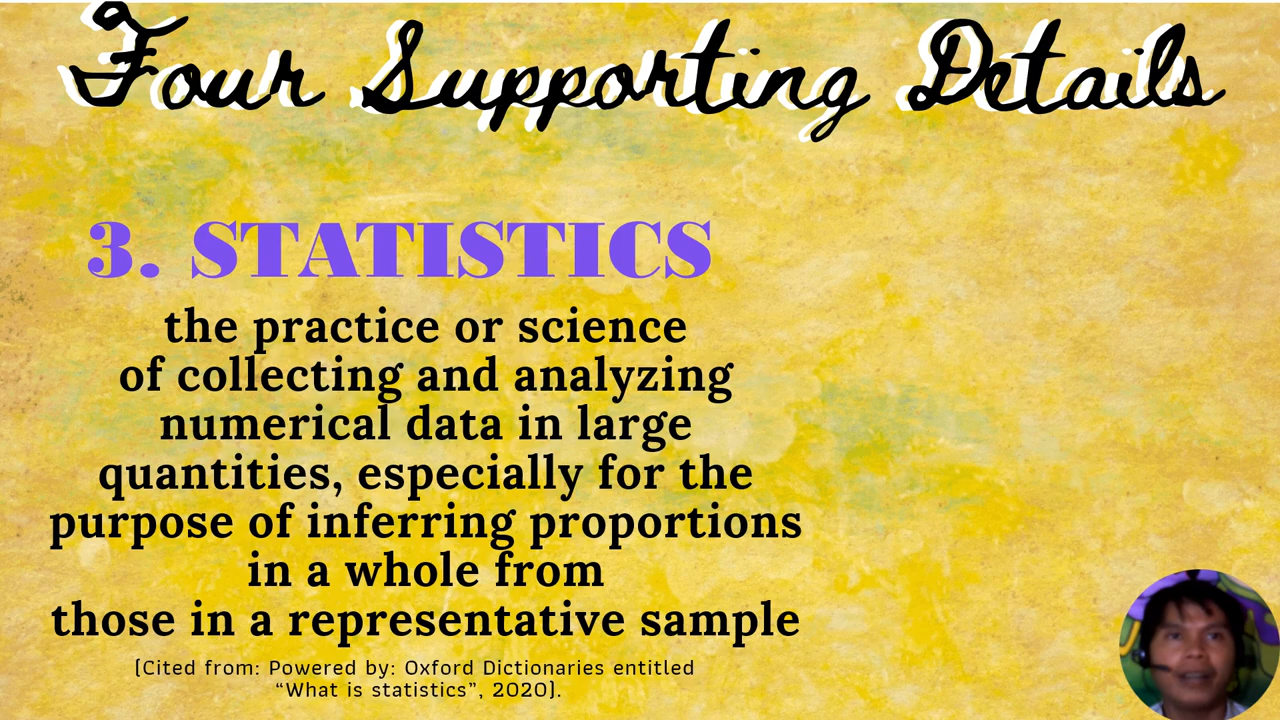 Four Supporting Details
3. STATISTICS
the practice or science
of collecting and analyzing
numerical data in large
quantities, especially for the
purpose of inferring proportions
in a whole from
those in a representative sample
[Cited from: Powered by: Oxford Dictionaries entitled
“What is statistics”, 2020].